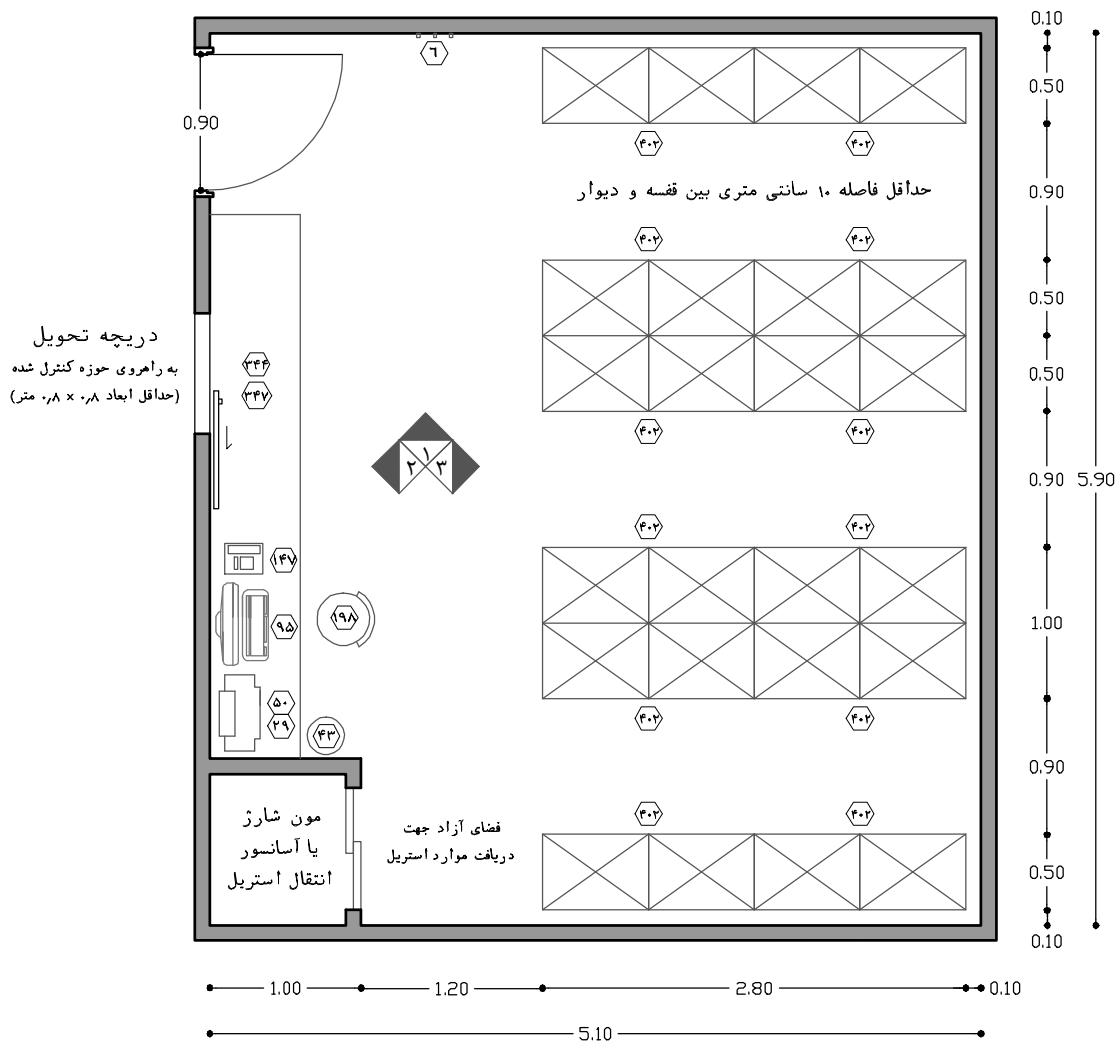 0.10
٦
0.50
0.90
۴۰۲ ۴۰۲
حداقل فاصله ۱۰ سانتی متری بین قفسه و دیوار
0.90
۴۰۲ ۴۰۲
0.50
دریچه تحویل
به راهروی حوزه کنترل شده
(حداقل ابعاد ۰٫۸ × ۰٫۸ متر)
۳۴۴
۳۴۷
0.50
۴۰۲ ۴۰۲
۱
۲ ۳
0.90 5.90
۴۰۲ ۴۰۲
۱۴۷
۹۵
۱۹۸
1.00
۵۰
۲۹
۴۳
۴۰۲ ۴۰۲
0.90
مون شارژ
یا آسانسور
انتقال استریل
فضای آزاد جهت
دریافت موارد استریل
۴۰۲ ۴۰۲
0.50
0.10
1.00 1.20 2.80 0.10
5.10